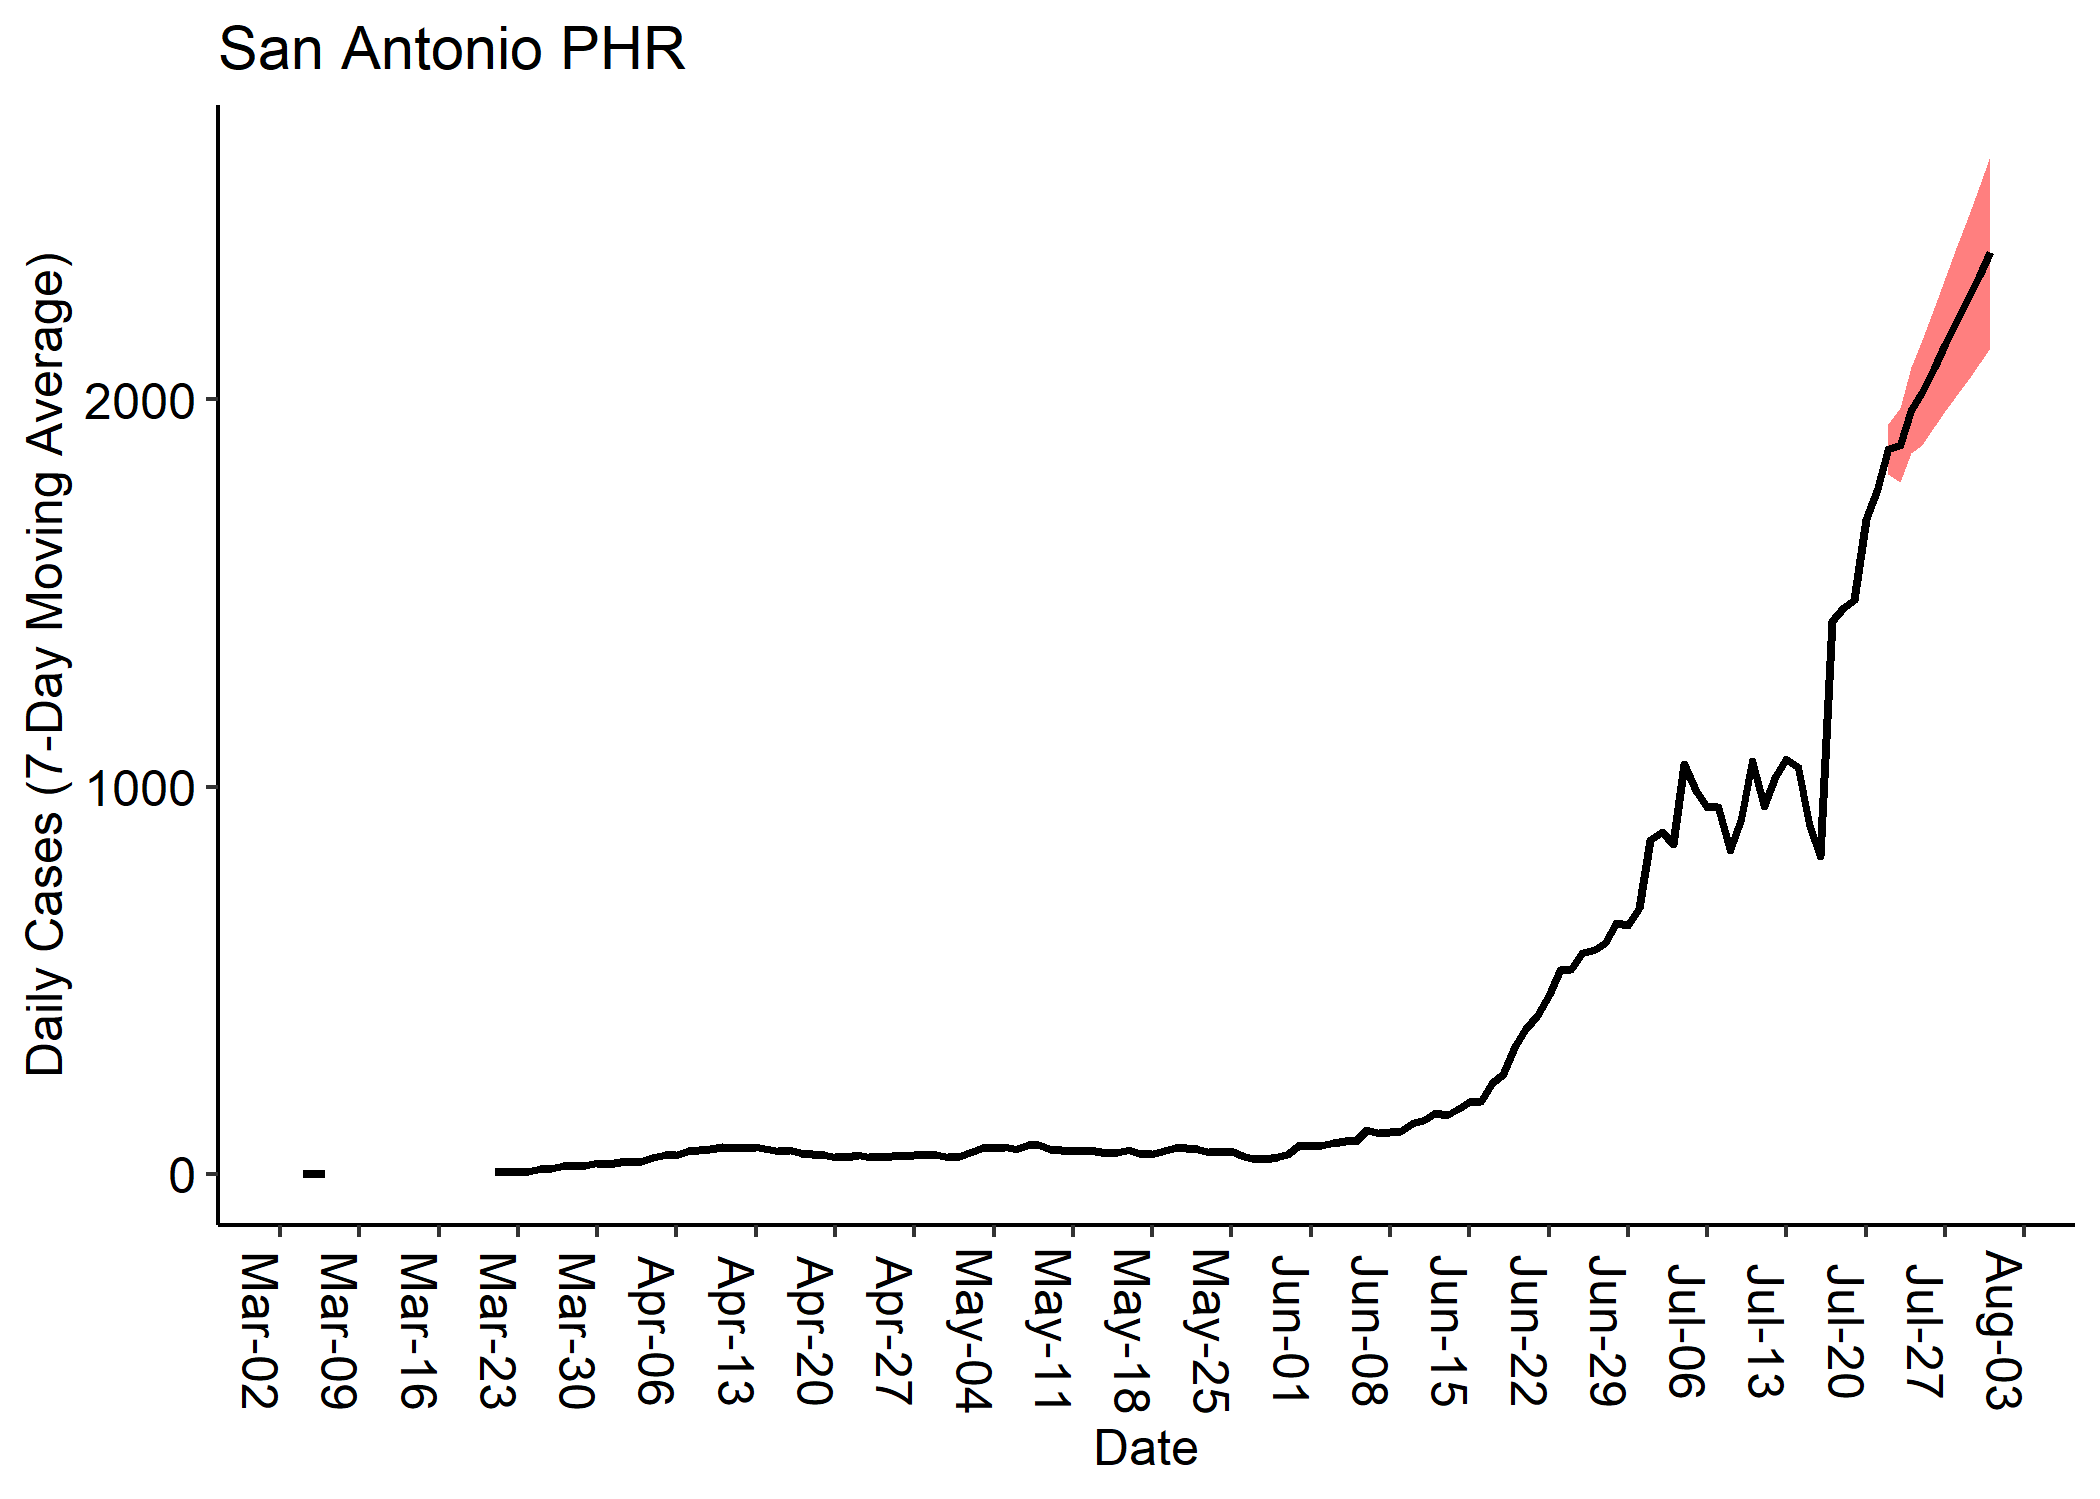 San Antonio PHR
Daily Cases (7-Day Moving Average)
2000
1000
0
Mar-02
Mar-09
Mar-16
Mar-23
Mar-30
Apr-06
Apr-13
Apr-20
Apr-27
May-04
May-11
May-18
May-25
Jun-01
Jun-08
Jun-15
Jun-22
Jun-29
Jul-06
Jul-13
Jul-20
Jul-27
Aug-03
Date